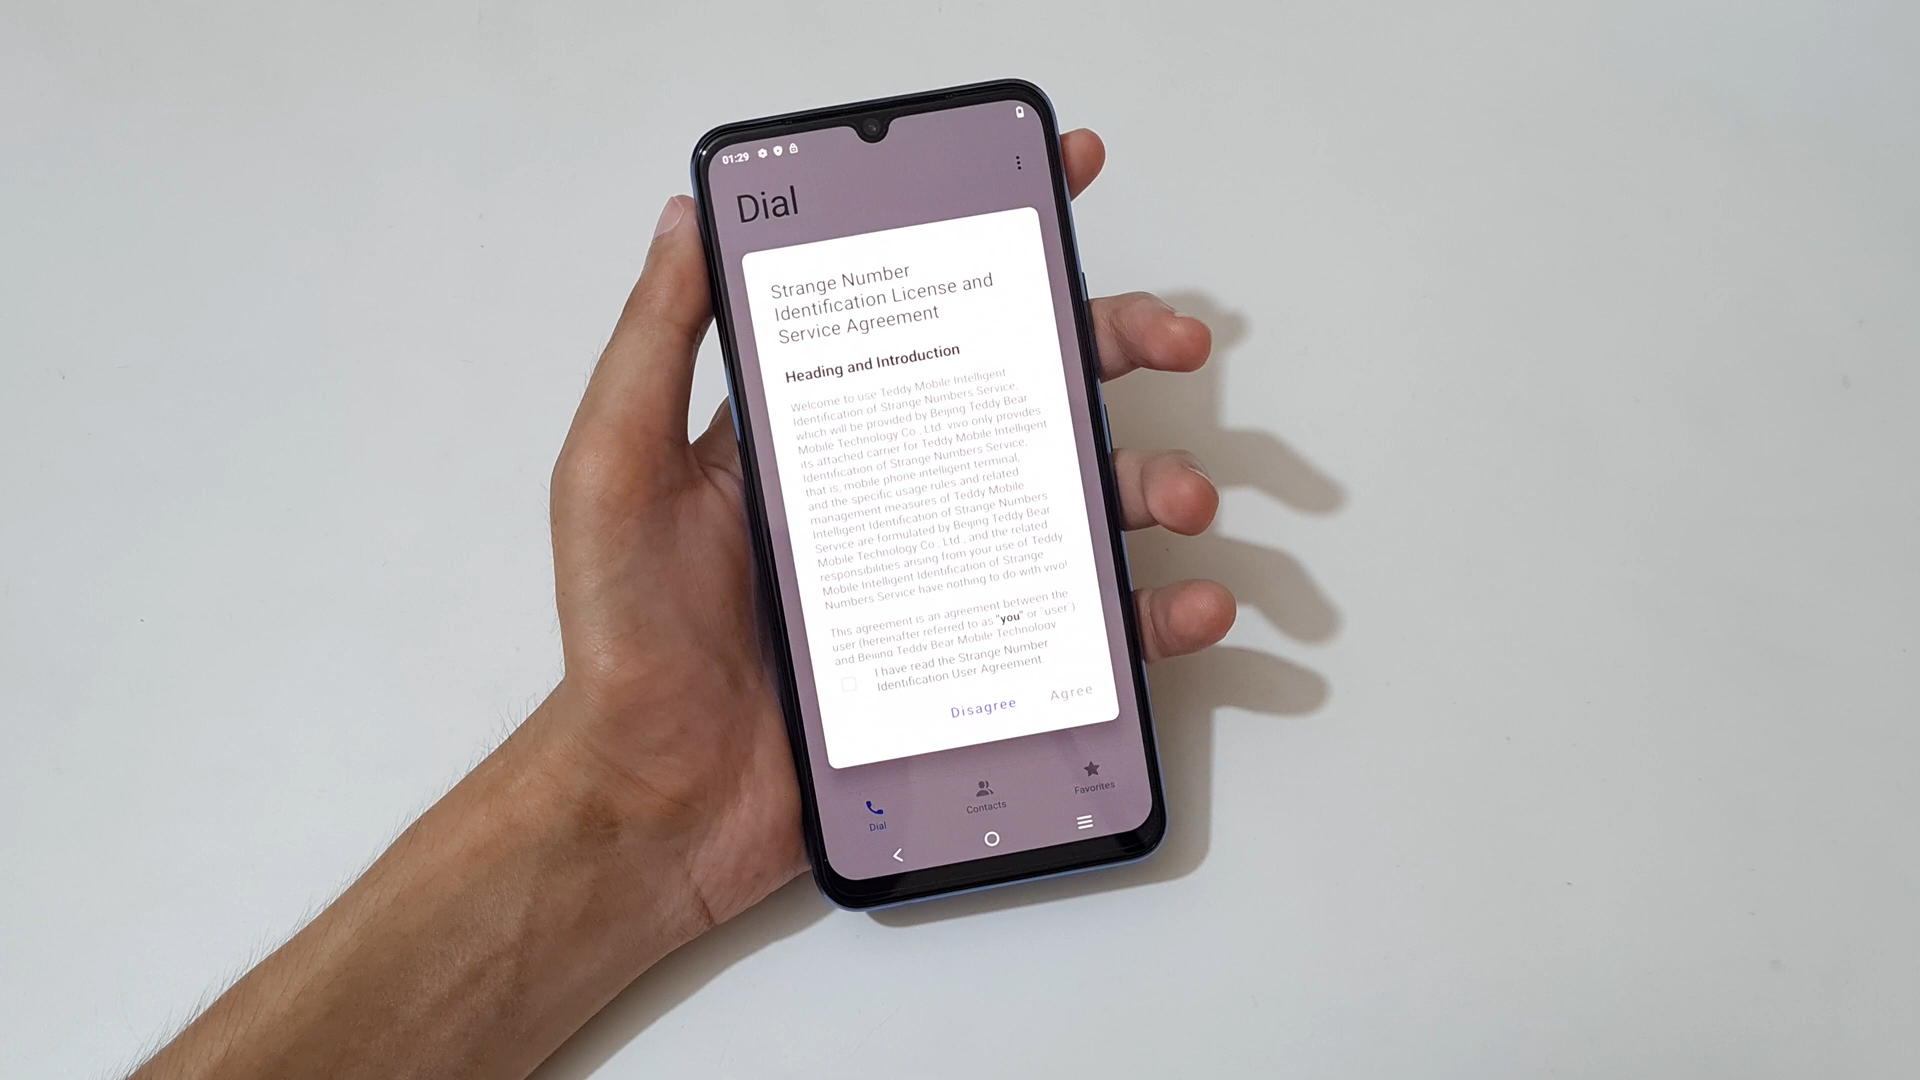 01:29
Dial
Strange Number
Identification License and
Service Agreement
Heading and Introduction
Welcome to use Teddy Mobile Intelligent
Identification of Strange Numbers Service,
which will be provided by Beijing Teddy Bear
Mobile Technology Co., Ltd. vivo only provides
its attached carrier for Teddy Mobile Intelligent
Identification of Strange Numbers Service,
that is, mobile phone intelligent terminal,
and the specific usage rules and related
management measures of Teddy Mobile
Intelligent Identification of Strange Numbers
Service are formulated by Beijing Teddy Bear
Mobile Technology Co., Ltd., and the related
responsibilities arising from your use of Teddy
Mobile Intelligent Identification of Strange
Numbers Service have nothing to do with vivo!
This agreement is an agreement between the
user (hereinafter referred to as "you" or "user")
and Beijing Teddy Bear Mobile Technology
I have read the Strange Number
Identification User Agreement.
Disagree Agree
Dial Contacts Favorites